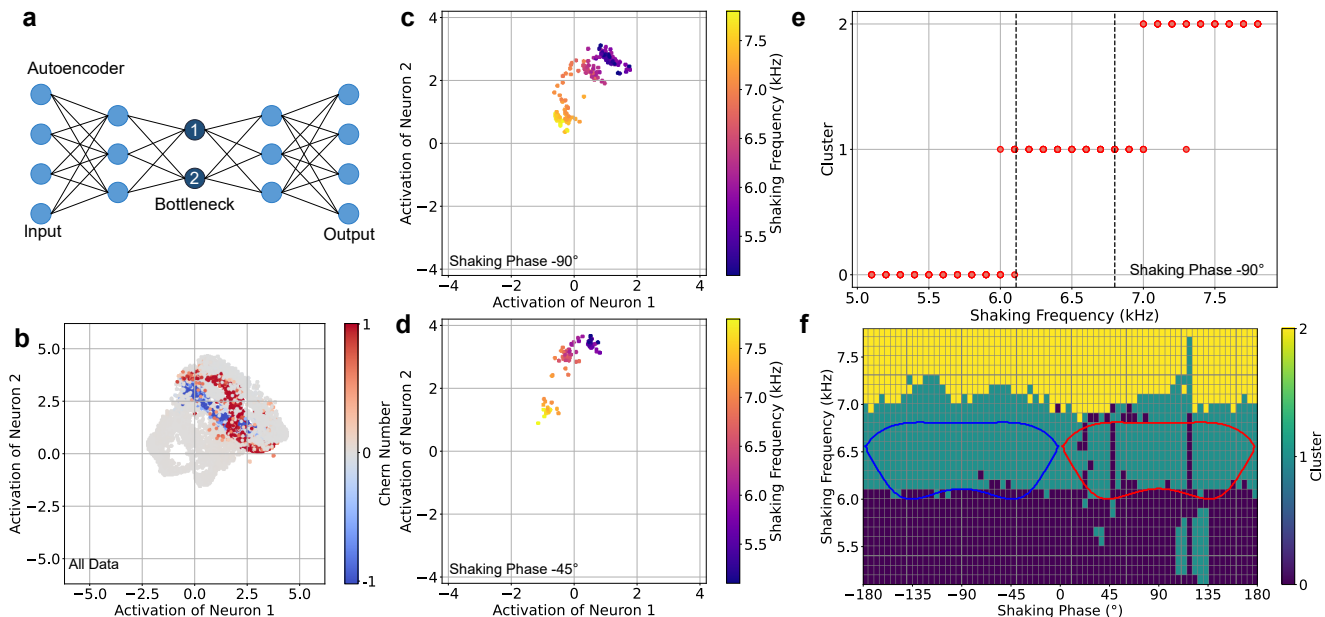 a
Autoencoder
1
2
Bottleneck
Input
Output
b
5.0
2.5
0.0
−2.5
−5.0
Activation of Neuron 2
All Data
−5.0 −2.5 0.0 2.5 5.0
Activation of Neuron 1
1
0
-1
Chern Number
c
4
2
0
−2
−4
Activation of Neuron 2
Shaking Phase -90°
−4 −2 0 2 4
Activation of Neuron 1
7.5
7.0
6.5
6.0
5.5
Shaking Frequency (kHz)
d
4
2
0
−2
−4
Activation of Neuron 2
Shaking Phase -45°
−4 −2 0 2 4
Activation of Neuron 1
7.5
7.0
6.5
6.0
5.5
Shaking Frequency (kHz)
e
2
1
0
Cluster
Shaking Phase -90°
5.0 5.5 6.0 6.5 7.0 7.5
Shaking Frequency (kHz)
f
7.5
7.0
6.5
6.0
5.5
Shaking Frequency (kHz)
−180 −135 −90 −45 0 45 90 135 180
Shaking Phase (°)
2
1
0
Cluster